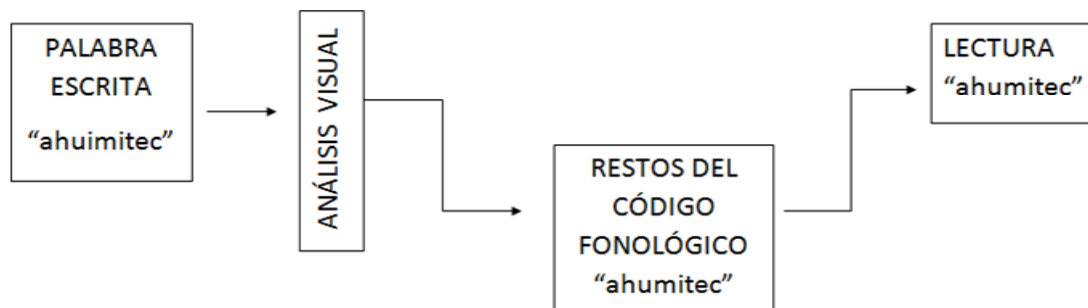 PALABRA
ESCRITA
“ahuimitec”
ANÁLISIS VISUAL
RESTOS DEL
CÓDIGO
FONOLÓGICO
“ahumitec”
LECTURA
“ahumitec”